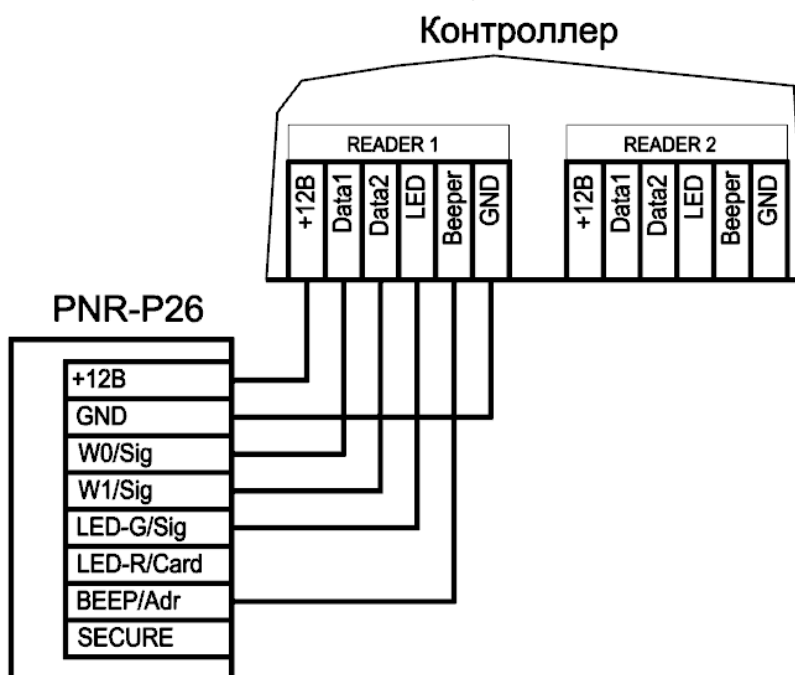 Контроллер
READER 1
READER 2
+12В
Data1
Data2
LED
Beeper
GND
+12В
Data1
Data2
LED
Beeper
GND
PNR-P26
+12В
GND
W0/Sig
W1/Sig
LED-G/Sig
LED-R/Card
BEEP/Adr
SECURE